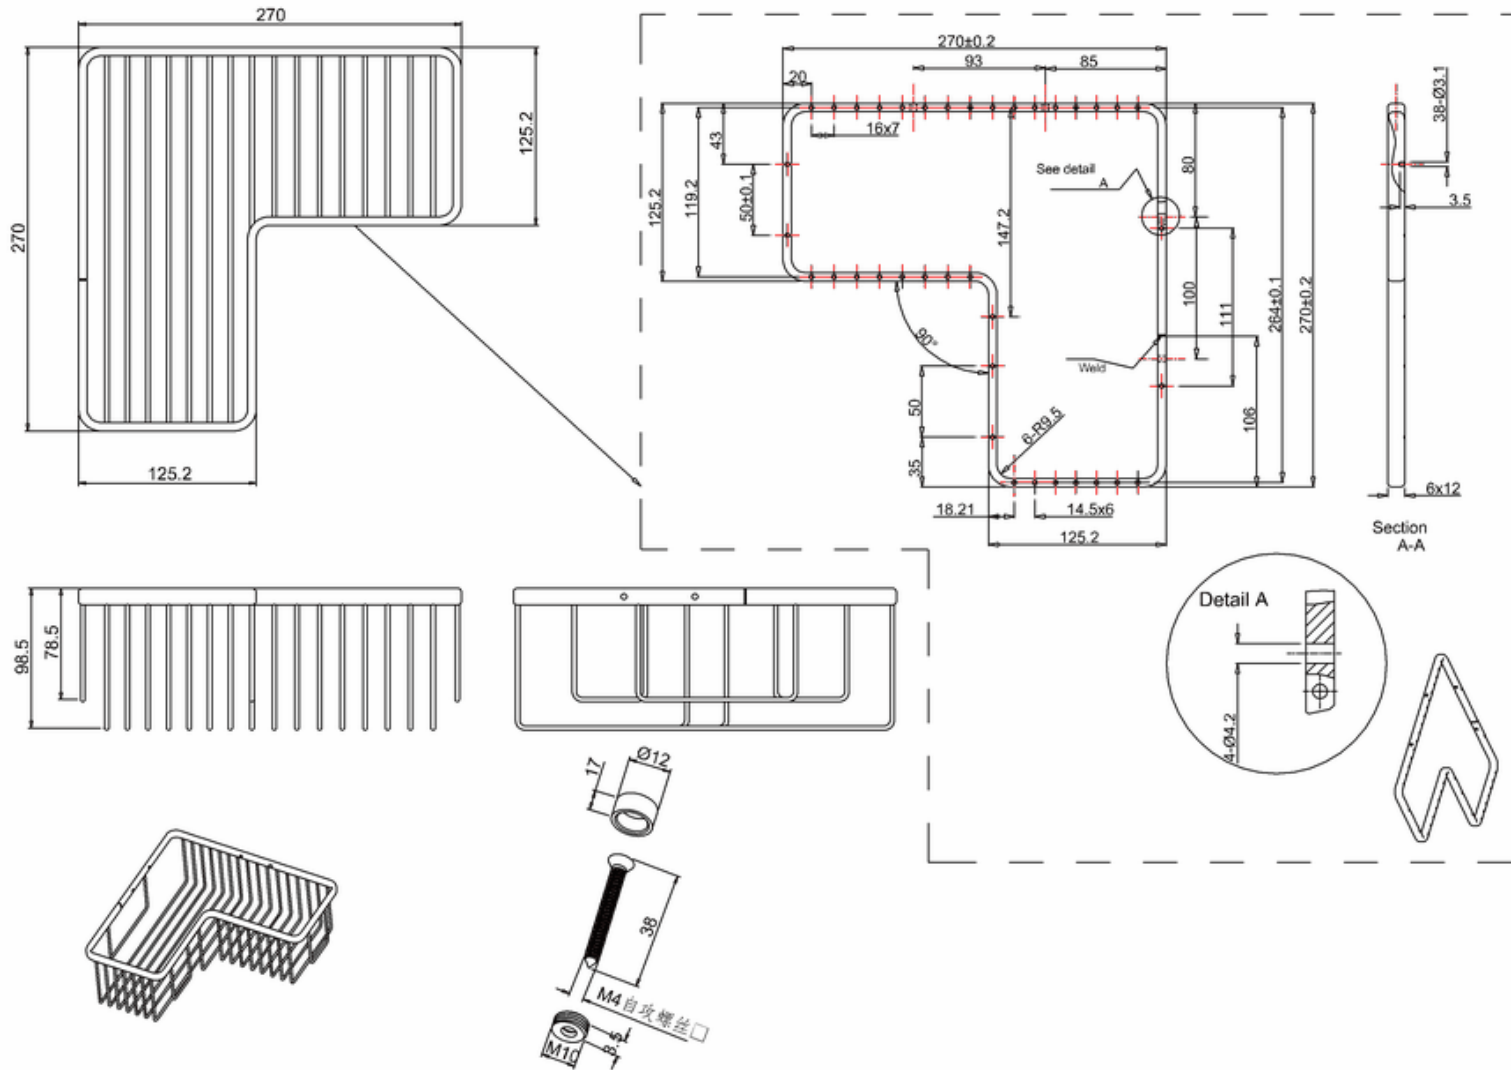 270
270
125.2
125.2
270±0.2
93
85
20
16x7
43
50±0.1
119.2
125.2
147.2
See detail
A
80
100
111
264±0.1
270±0.2
90°
Weld
106
50
35
6-R9.5
18.21
14.5x6
125.2
38-Ø3.1
3.5
6x12
Section
A-A
98.5
78.5
Detail A
4-Ø4.2
17
Ø12
38
M4自攻螺丝□
M10
8.5